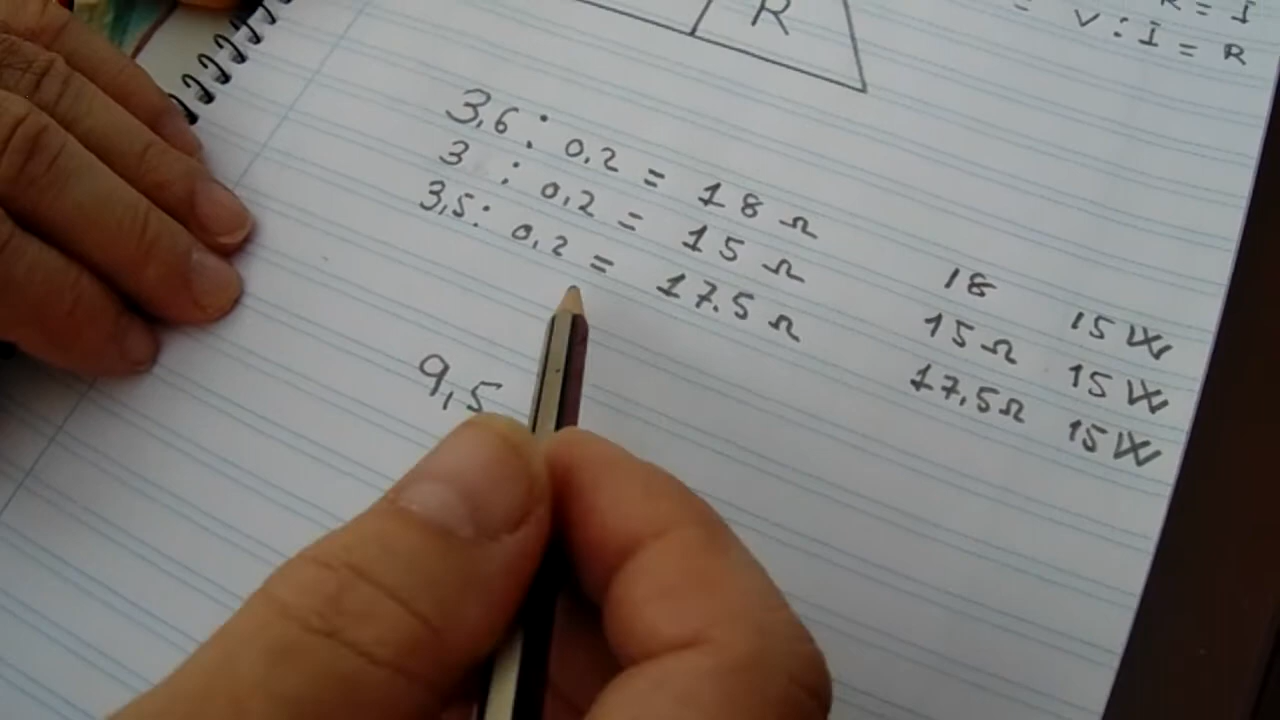 R = I
= V : I = R
R
3,6 : 0,2 = 18 Ω
3 : 0,2 = 15 Ω
3,5 : 0,2 = 17.5 Ω
18 15 W
15 Ω 15 W
17,5 Ω 15 W
9,5